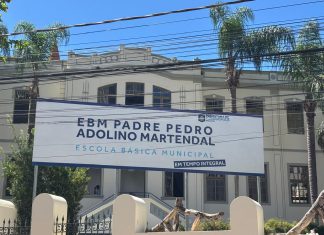 EBM PADRE PEDRO
ADOLINO MARTENDAL
ESCOLA BÁSICA MUNICIPAL
EM TEMPO INTEGRAL